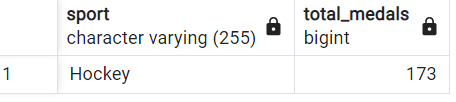 sport total_medals
character varying (255) bigint
1 Hockey 173